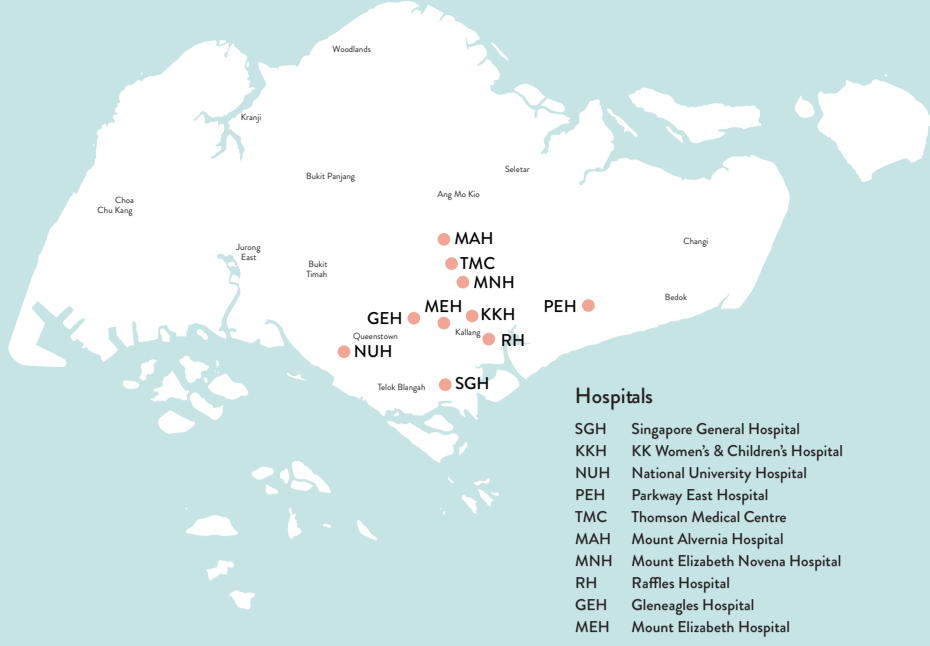 Woodlands
Kranji
Seletar
Bukit Panjang
Ang Mo Kio
Choa
Chu Kang
MAH
Changi
Jurong
East
TMC
Bukit
Timah
MNH
Bedok
MEH
PEH
KKH
GEH
Kallang
Queenstown
RH
NUH
SGH
Telok Blangah
Hospitals
SGH Singapore General Hospital
KKH KK Women's & Children's Hospital
NUH National University Hospital
PEH Parkway East Hospital
TMC Thomson Medical Centre
MAH Mount Alvernia Hospital
MNH Mount Elizabeth Novena Hospital
RH Raffles Hospital
GEH Gleneagles Hospital
MEH Mount Elizabeth Hospital